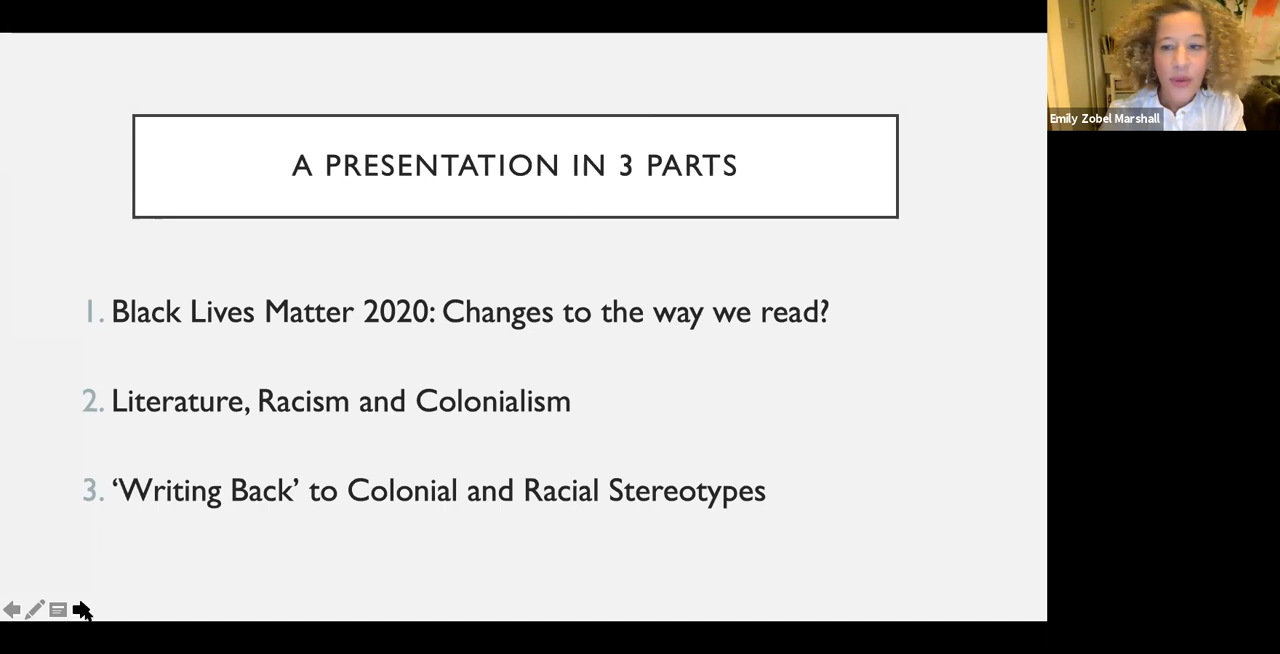 A PRESENTATION IN 3 PARTS
1. Black Lives Matter 2020: Changes to the way we read?
2. Literature, Racism and Colonialism
3. ‘Writing Back’ to Colonial and Racial Stereotypes
Emily Zobel Marshall